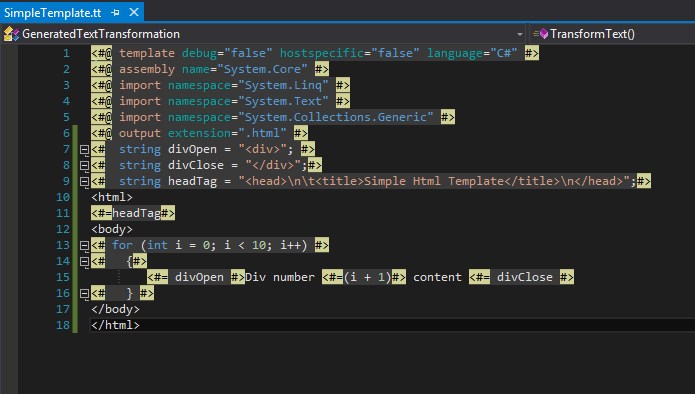 SimpleTemplate.tt
GeneratedTextTransformation TransformText()
1 <#@ template debug="false" hostspecific="false" language="C#" #>
2 <#@ assembly name="System.Core" #>
3 <#@ import namespace="System.Linq" #>
4 <#@ import namespace="System.Text" #>
5 <#@ import namespace="System.Collections.Generic" #>
6 <#@ output extension=".html" #>
7 <# string divOpen = "<div>"; #>
8 <# string divClose = "</div>";#>
9 <# string headTag = "<head>\n\t<title>Simple Html Template</title>\n</head>";#>
10 <html>
11 <#=headTag#>
12 <body>
13 <# for (int i = 0; i < 10; i++) #>
14 <# {#>
15 <#= divOpen #>Div number <#=(i + 1)#> content <#= divClose #>
16 <# } #>
17 </body>
18 </html>